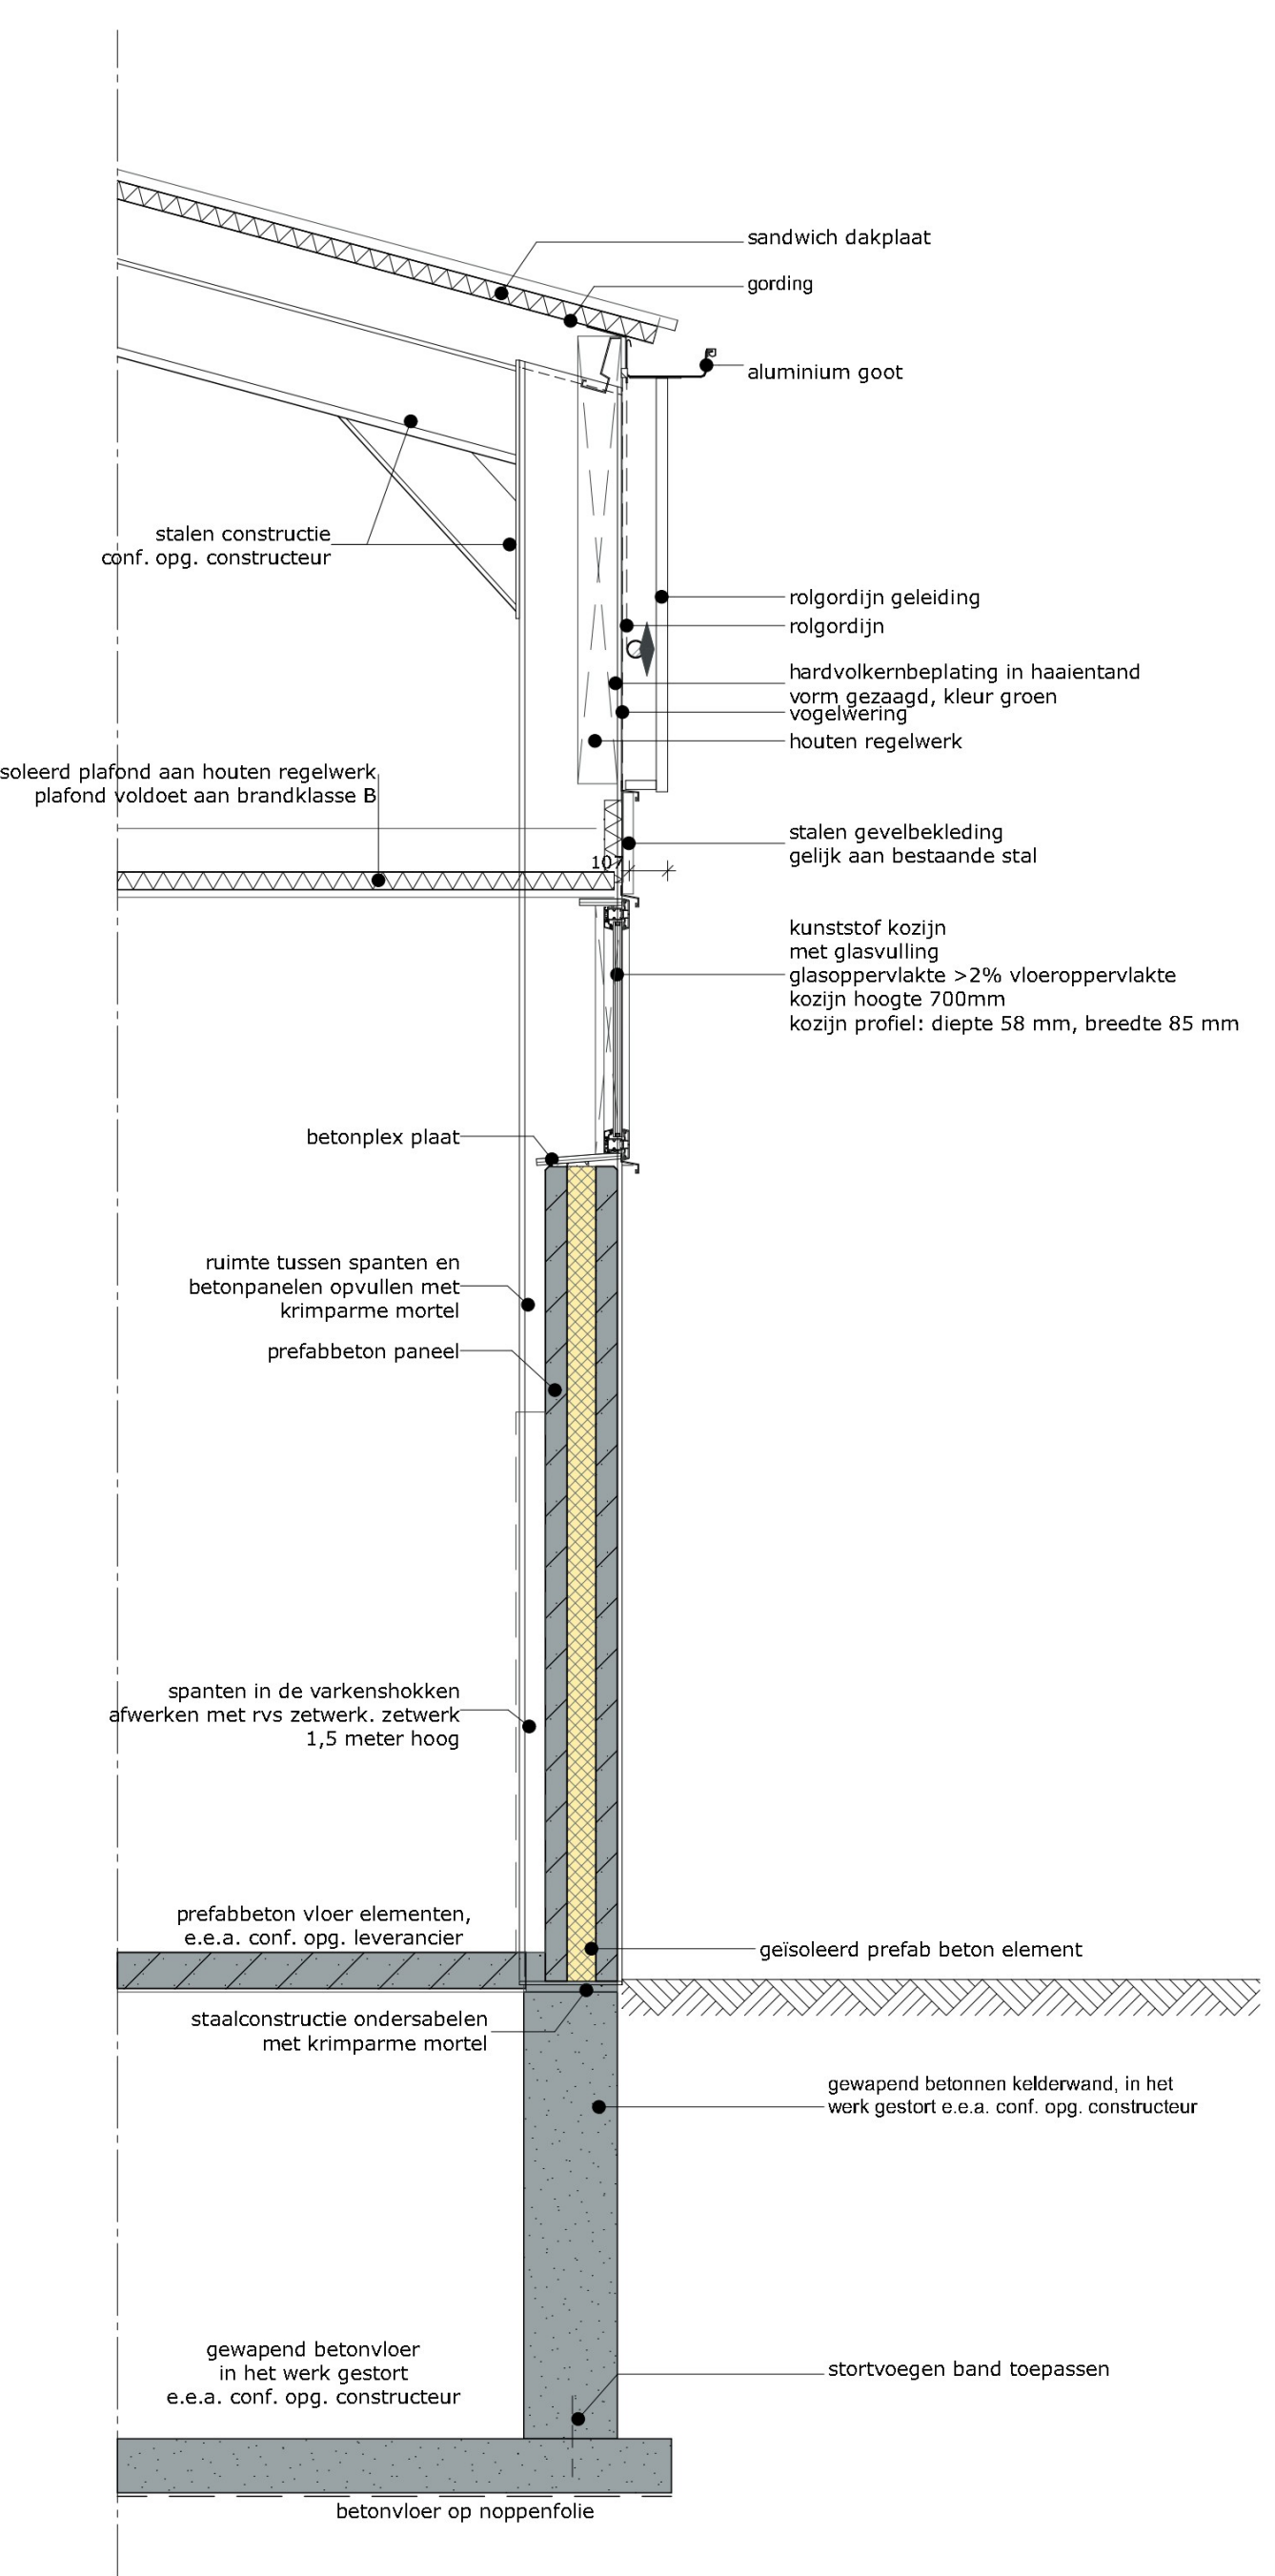 sandwich dakplaat
gording
aluminium goot
stalen constructie
conf. opg. constructeur
rolgordijn geleiding
rolgordijn
hardvolkernbeplating in haaientand
vorm gezaagd, kleur groen
vogelwering
houten regelwerk
soleerd plafond aan houten regelwerk
plafond voldoet aan brandklasse B
stalen gevelbekleding
gelijk aan bestaande stal
107
kunststof kozijn
met glasvulling
glasoppervlakte >2% vloeroppervlakte
kozijn hoogte 700mm
kozijn profiel: diepte 58 mm, breedte 85 mm
betonplex plaat
ruimte tussen spanten en
betonpanelen opvullen met
krimparme mortel
prefabbeton paneel
spanten in de varkenshokken
afwerken met rvs zetwerk. zetwerk
1,5 meter hoog
prefabbeton vloer elementen,
e.e.a. conf. opg. leverancier
geïsoleerd prefab beton element
staalconstructie ondersabelen
met krimparme mortel
gewapend betonnen kelderwand, in het
werk gestort e.e.a. conf. opg. constructeur
gewapend betonvloer
in het werk gestort
e.e.a. conf. opg. constructeur
stortvoegen band toepassen
betonvloer op noppenfolie